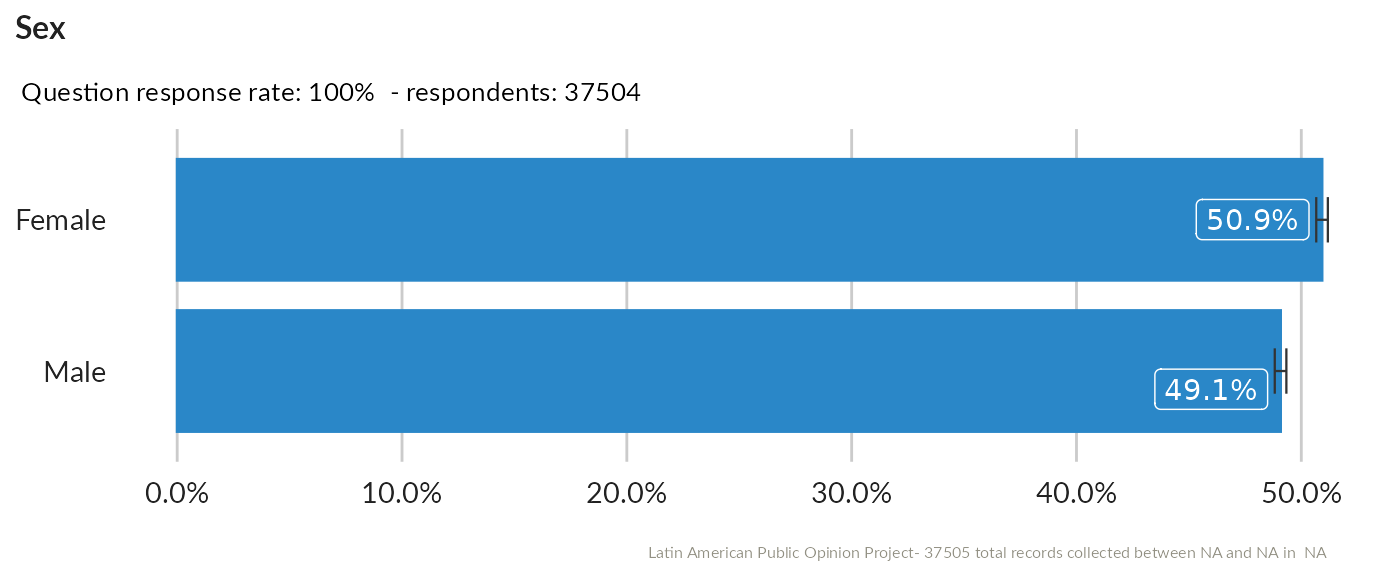 Sex
Question response rate: 100% - respondents: 37504
Female
50.9%
Male
49.1%
0.0% 10.0% 20.0% 30.0% 40.0% 50.0%
Latin American Public Opinion Project- 37505 total records collected between NA and NA in NA